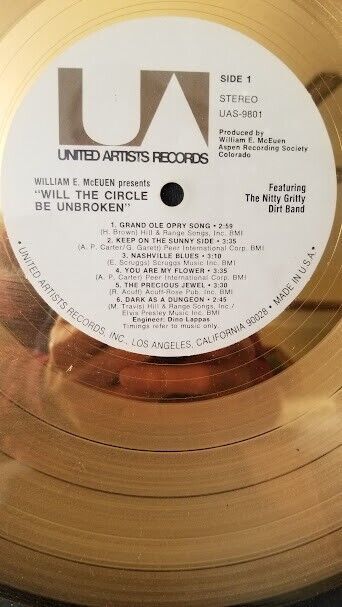 UA
UNITED ARTISTS RECORDS
SIDE 1
STEREO
UAS-9801
Produced by
William E. McEuen
Aspen Recording Society
Colorado
WILLIAM E. McEUEN presents
"WILL THE CIRCLE
BE UNBROKEN"
Featuring
The Nitty Gritty
Dirt Band
1. GRAND OLE OPRY SONG • 2:59
(H. Brown) Hill & Range Songs, Inc. BMI
2. KEEP ON THE SUNNY SIDE • 3:35
(A. P. Carter/G. Garett) Peer International Corp. BMI
3. NASHVILLE BLUES • 3:10
(E. Scruggs) Scruggs Music Inc. BMI
4. YOU ARE MY FLOWER • 3:35
(A. P. Carter) Peer International Corp. BMI
5. THE PRECIOUS JEWEL • 3:30
(R. Acuff) Acuff-Rose Pub. Inc. BMI
6. DARK AS A DUNGEON • 2:45
(M. Travis) Hill & Range Songs, Inc./
Elvis Presley Music Inc. BMI
Engineer: Dino Lappas
Timings refer to music only.
• UNITED ARTISTS RECORDS, INC., LOS ANGELES, CALIFORNIA 90028 • MADE IN U.S.A. •